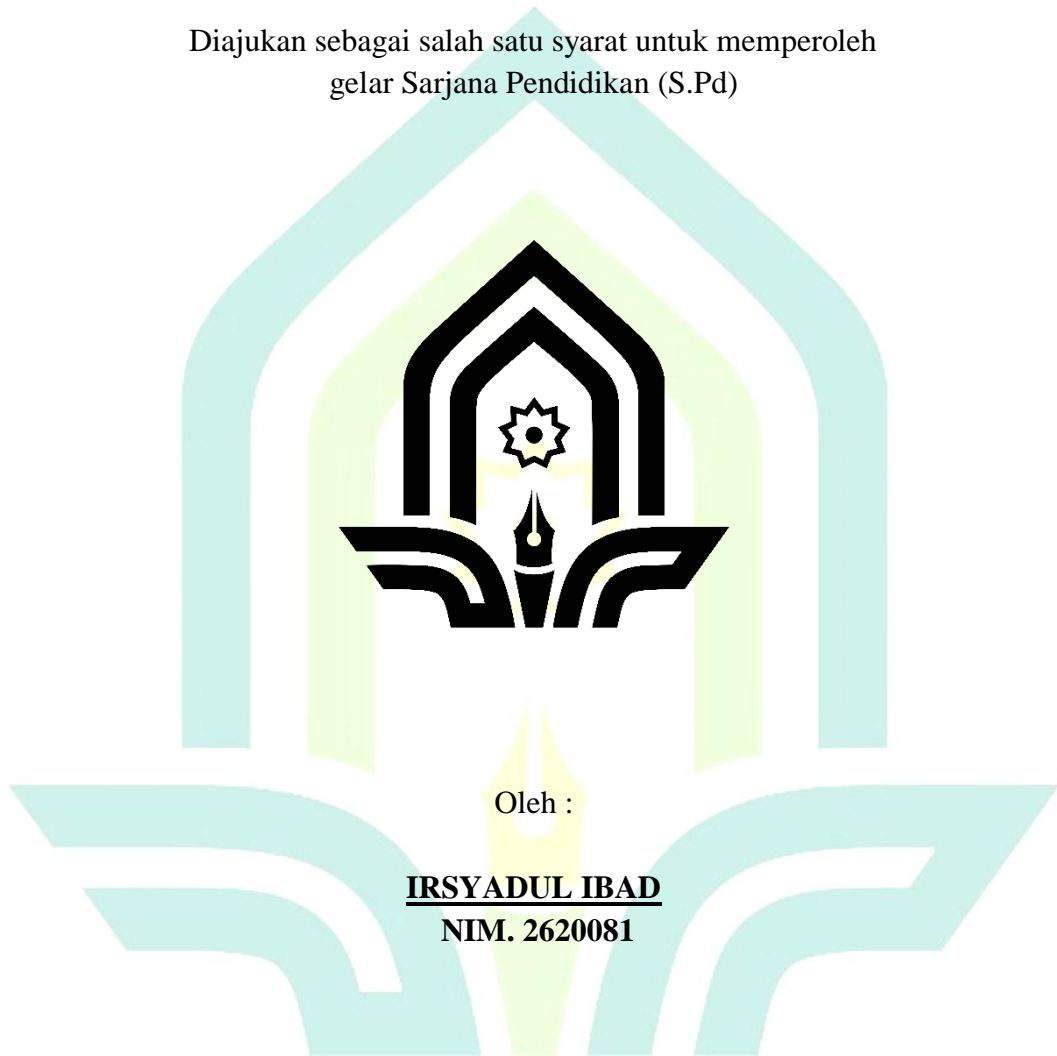 Diajukan sebagai salah satu syarat untuk memperoleh
gelar Sarjana Pendidikan (S.Pd)
Oleh :
IRSYADUL IBAD
NIM. 2620081